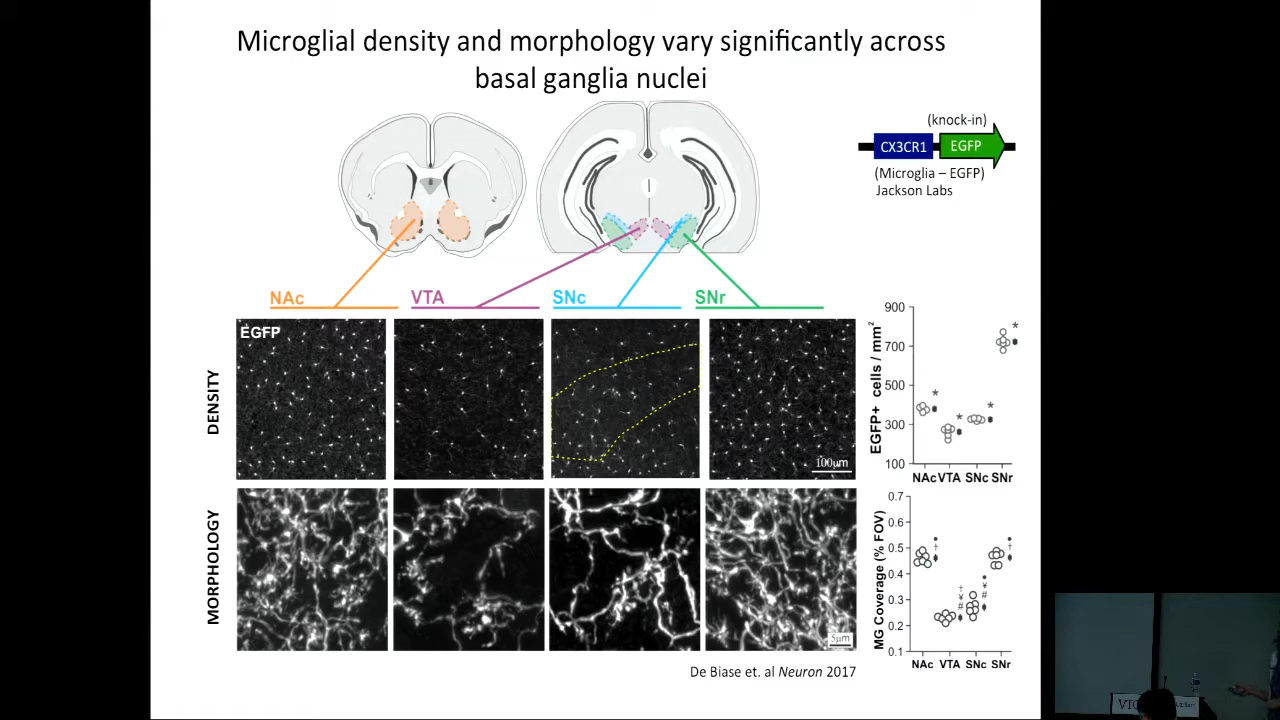 Microglial density and morphology vary significantly across
basal ganglia nuclei
(knock-in)
CX3CR1
EGFP
(Microglia – EGFP)
Jackson Labs
NAc
VTA
SNc
SNr
EGFP
DENSITY
100µm
EGFP+ cells / mm²
900
700
500
300
100
*
*
*
*
NAc VTA SNc SNr
MORPHOLOGY
5µm
MG Coverage (% FOV)
0.7
0.6
0.5
0.4
0.3
0.2
0.1
†
†
¥
#
¥
#
†
NAc VTA SNc SNr
De Biase et. al Neuron 2017